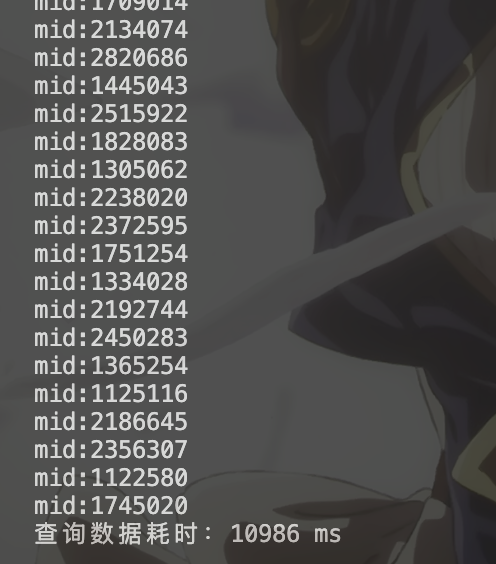 mid:1709014
mid:2134074
mid:2820686
mid:1445043
mid:2515922
mid:1828083
mid:1305062
mid:2238020
mid:2372595
mid:1751254
mid:1334028
mid:2192744
mid:2450283
mid:1365254
mid:1125116
mid:2186645
mid:2356307
mid:1122580
mid:1745020
查询数据耗时：10986 ms